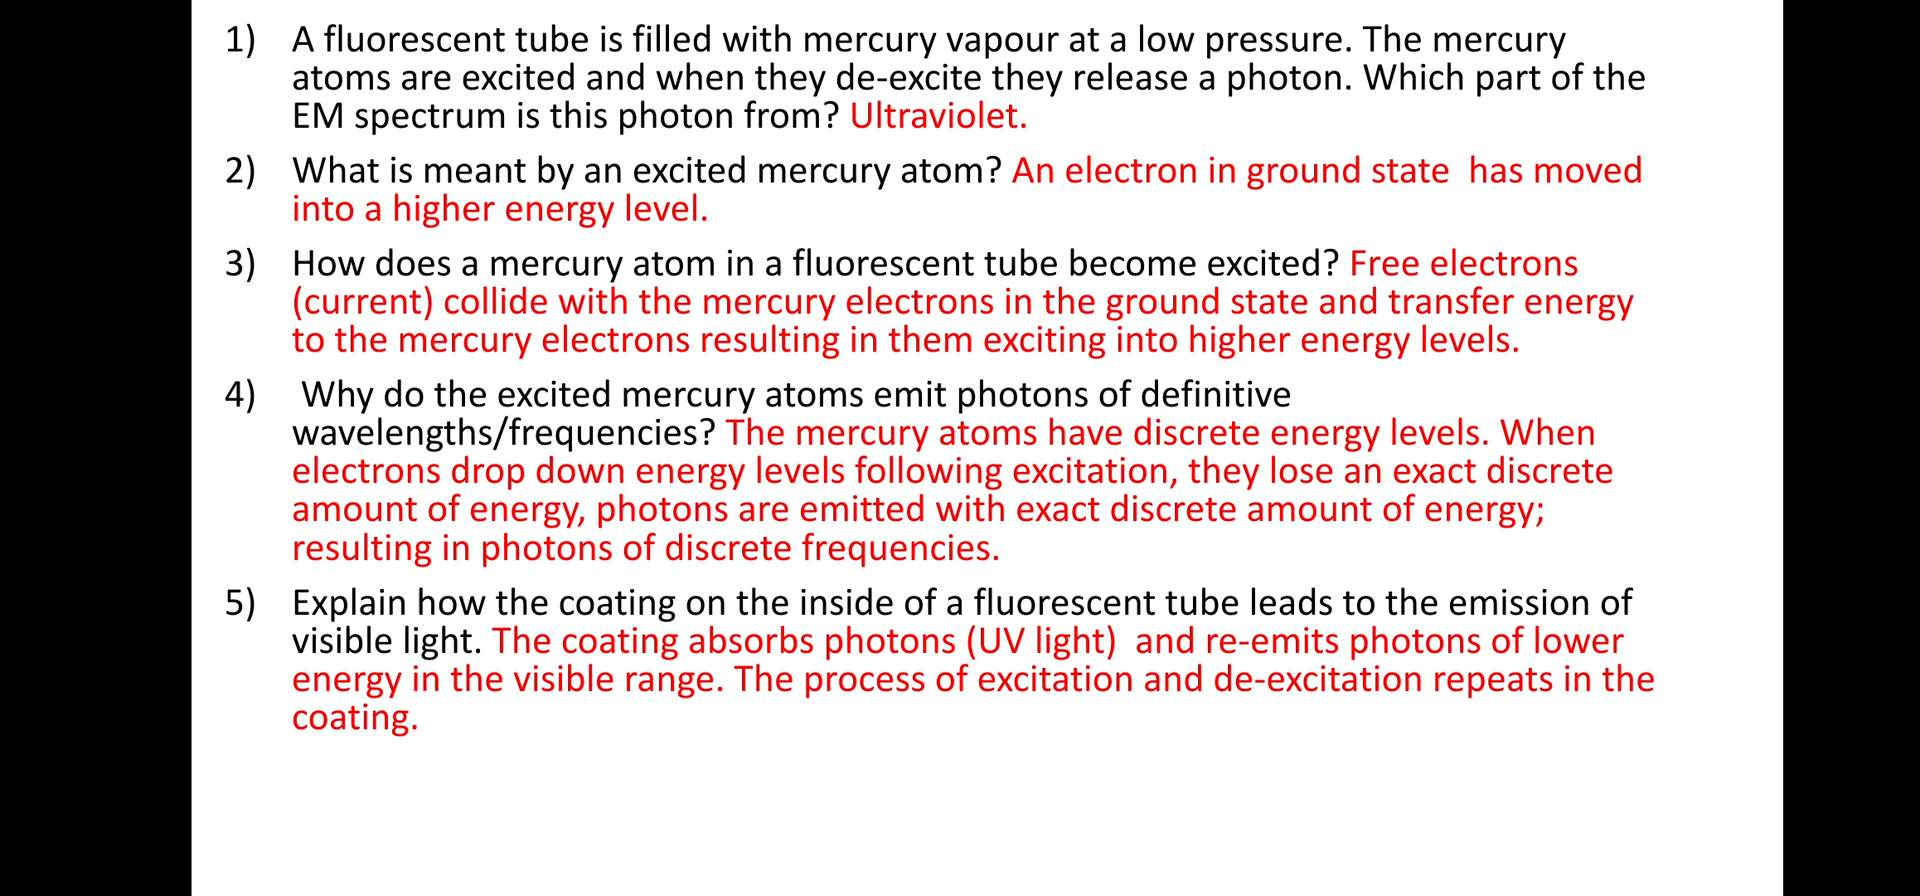 1) A fluorescent tube is filled with mercury vapour at a low pressure. The mercury
atoms are excited and when they de-excite they release a photon. Which part of the
EM spectrum is this photon from? Ultraviolet.
2) What is meant by an excited mercury atom? An electron in ground state  has moved
into a higher energy level.
3) How does a mercury atom in a fluorescent tube become excited? Free electrons
(current) collide with the mercury electrons in the ground state and transfer energy
to the mercury electrons resulting in them exciting into higher energy levels.
4) Why do the excited mercury atoms emit photons of definitive
wavelengths/frequencies? The mercury atoms have discrete energy levels. When
electrons drop down energy levels following excitation, they lose an exact discrete
amount of energy, photons are emitted with exact discrete amount of energy;
resulting in photons of discrete frequencies.
5) Explain how the coating on the inside of a fluorescent tube leads to the emission of
visible light. The coating absorbs photons (UV light)  and re-emits photons of lower
energy in the visible range. The process of excitation and de-excitation repeats in the
coating.